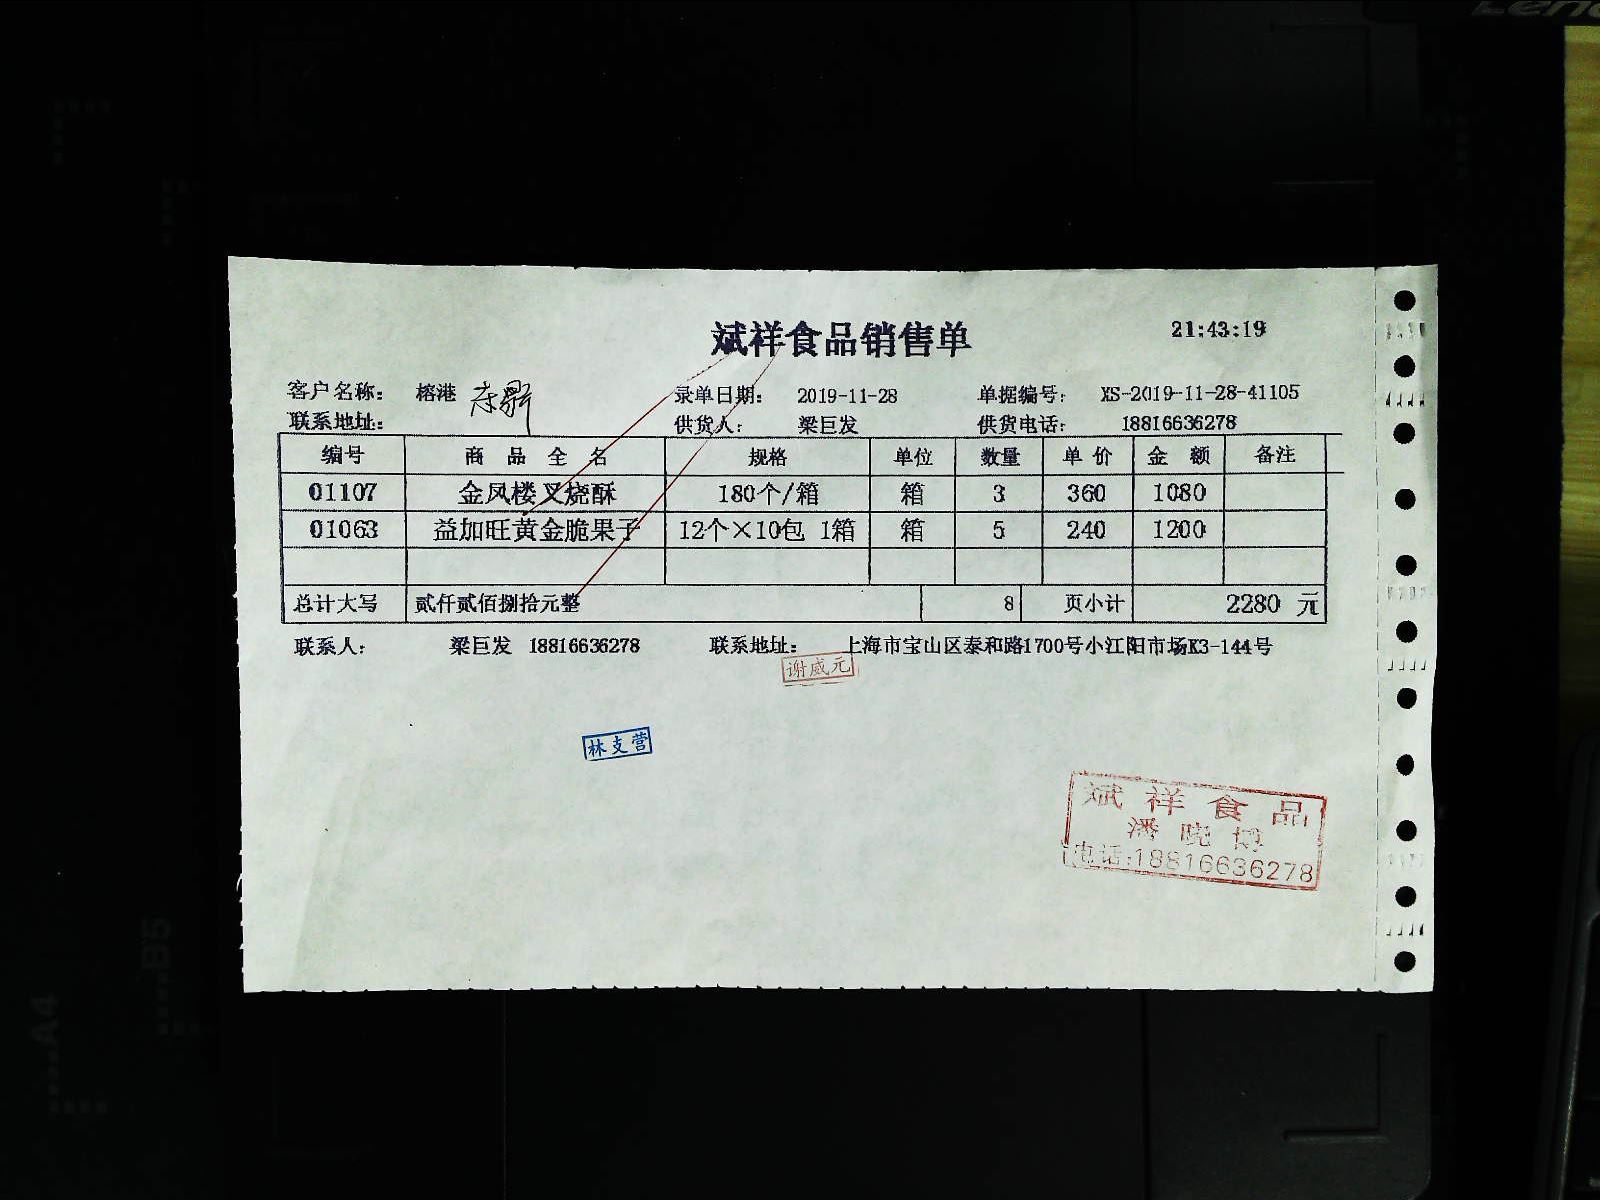 斌祥食品销售单
21:43:19
客户名称： 榕港 录单日期： 2019-11-28 单据编号： XS-2019-11-28-41105
联系地址： 供货人： 梁巨发 供货电话： 18816636278
编号 商品全名 规格 单位 数量 单价 金额 备注
01107 金凤楼叉烧酥 180个/箱 箱 3 360 1080
01063 益加旺黄金脆果子 12个×10包 1箱 箱 5 240 1200
总计大写 贰仟贰佰捌拾元整 8 页小计 2280 元
联系人： 梁巨发 18816636278 联系地址： 上海市宝山区泰和路1700号小江阳市场K3-144号
谢威元
林支营
斌祥食品
潘晓博
电话:18816636278
B5
A4